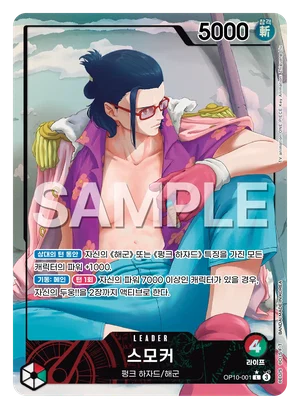 5000
참격
斬
SAMPLE
상대의 턴 동안 자신의 《해군》 또는 《펑크 하자드》 특징을 가진 모든
캐릭터의 파워 +1000.
기동: 메인 턴 1회 자신의 파워 7000 이상인 캐릭터가 있을 경우,
자신의 두웅!!을 2장까지 액티브로 한다.
LEADER
스모커
펑크 하자드/해군
4
라이프
OP10-001 L 3